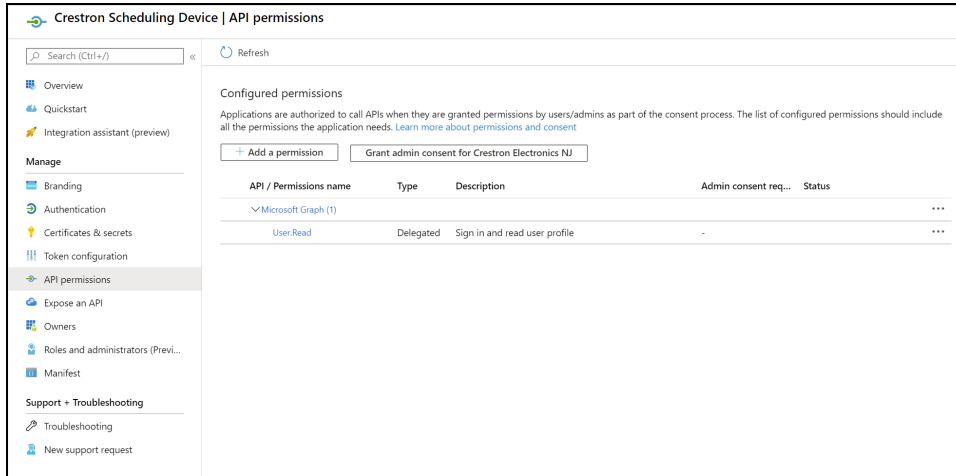 Crestron Scheduling Device | API permissions
Search (Ctrl+/)
«
Overview
Quickstart
Integration assistant (preview)
Manage
Branding
Authentication
Certificates & secrets
Token configuration
API permissions
Expose an API
Owners
Roles and administrators (Previ...
Manifest
Support + Troubleshooting
Troubleshooting
New support request
Refresh
Configured permissions
Applications are authorized to call APIs when they are granted permissions by users/admins as part of the consent process. The list of configured permissions should include
all the permissions the application needs. Learn more about permissions and consent
+ Add a permission Grant admin consent for Crestron Electronics NJ
API / Permissions name Type Description Admin consent req... Status
Microsoft Graph (1) ...
User.Read Delegated Sign in and read user profile - ...